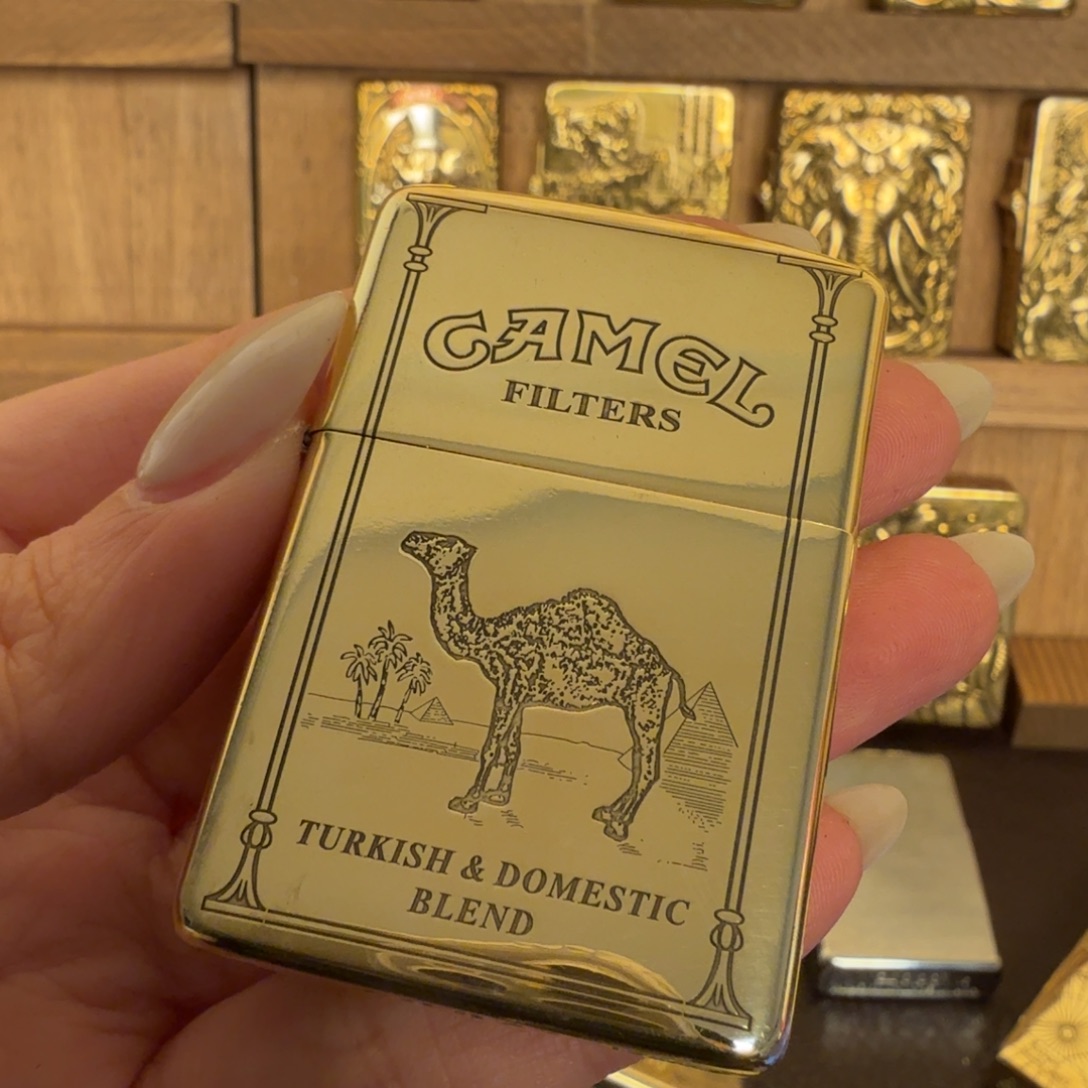 CAMEL
FILTERS
TURKISH & DOMESTIC
BLEND